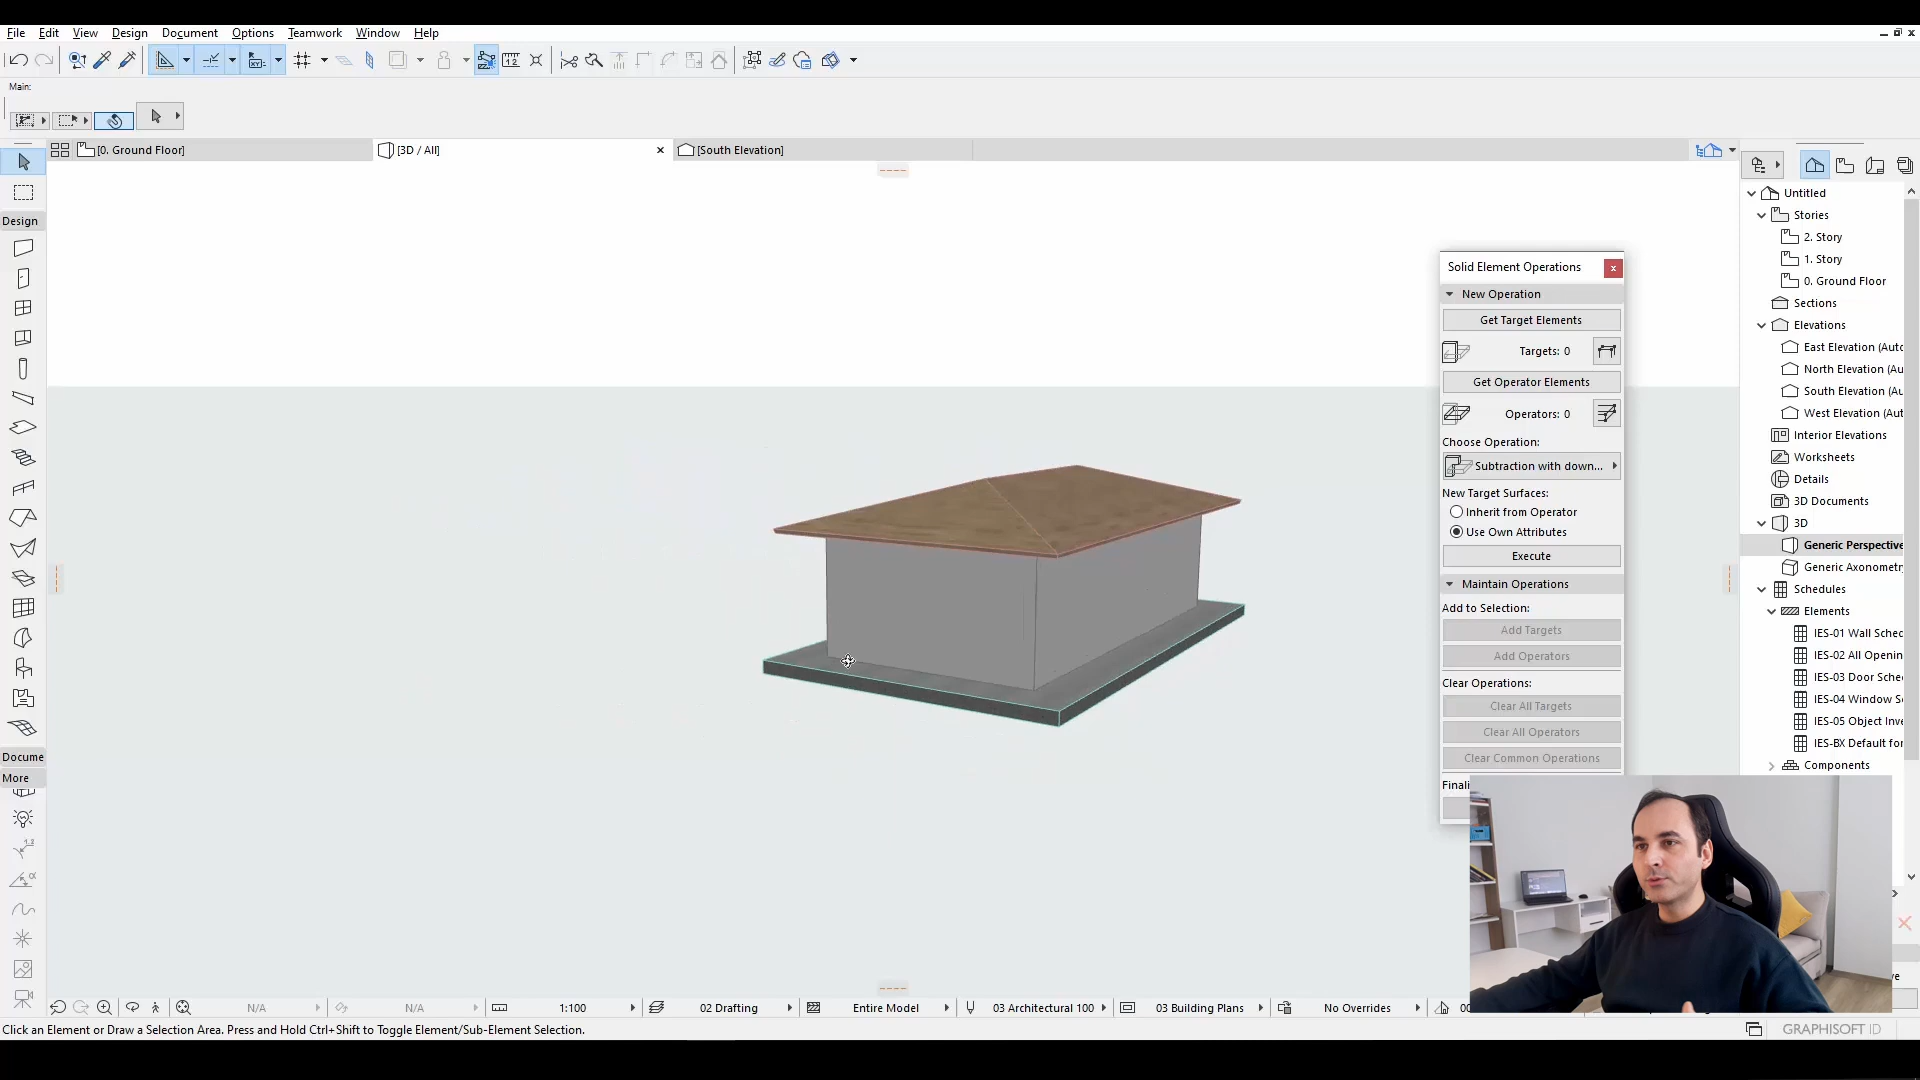 File Edit View Design Document Options Teamwork Window Help
Main:
[0. Ground Floor]
[3D / All]
[South Elevation]
Design
Docume
More
Solid Element Operations
New Operation
Get Target Elements
Targets: 0
Get Operator Elements
Operators: 0
Choose Operation:
Subtraction with down...
New Target Surfaces:
Inherit from Operator
Use Own Attributes
Execute
Maintain Operations
Add to Selection:
Add Targets
Add Operators
Clear Operations:
Clear All Targets
Clear All Operators
Clear Common Operations
Finali
Untitled
Stories
2. Story
1. Story
0. Ground Floor
Sections
Elevations
East Elevation (Auto
North Elevation (Au
South Elevation (Au
West Elevation (Aut
Interior Elevations
Worksheets
Details
3D Documents
3D
Generic Perspective
Generic Axonometr
Schedules
Elements
IES-01 Wall Sched
IES-02 All Openin
IES-03 Door Sche
IES-04 Window S
IES-05 Object Inv
IES-BX Default for
Components
N/A
N/A
1:100
02 Drafting
Entire Model
03 Architectural 100
03 Building Plans
No Overrides
00
Click an Element or Draw a Selection Area. Press and Hold Ctrl+Shift to Toggle Element/Sub-Element Selection.
GRAPHISOFT ID